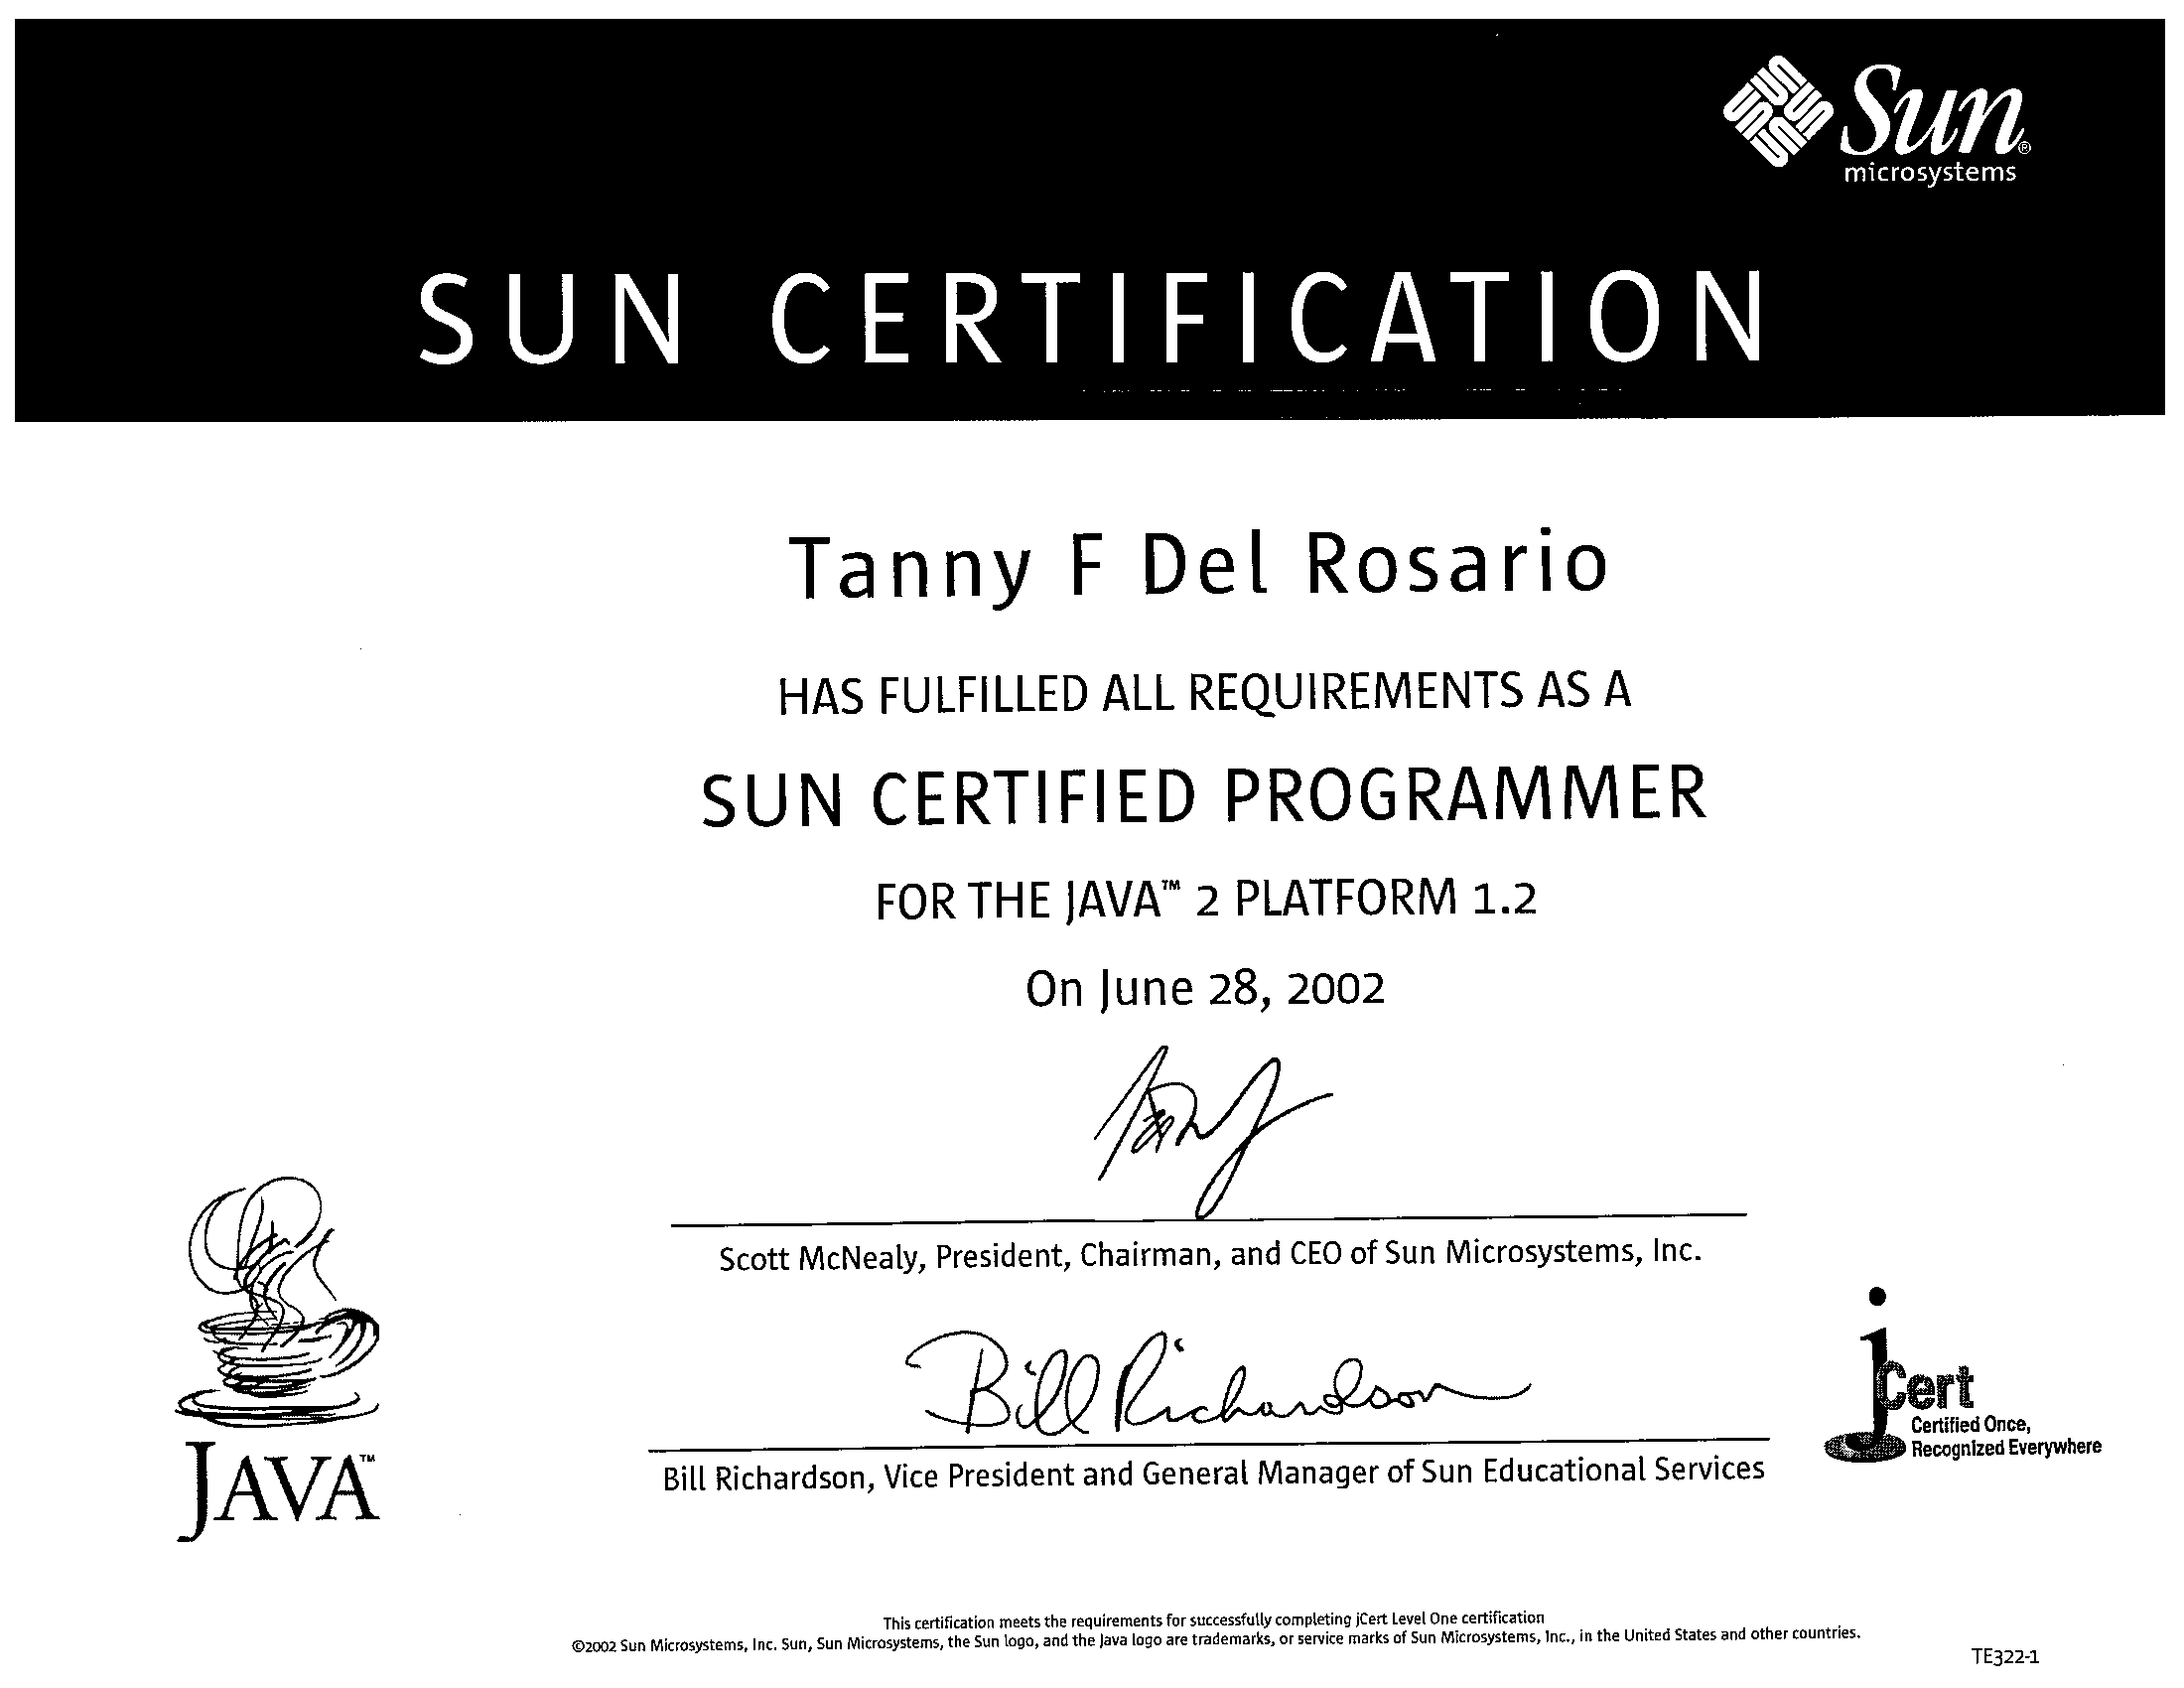 Sun®
microsystems
SUN CERTIFICATION
Tanny F Del Rosario
HAS FULFILLED ALL REQUIREMENTS AS A
SUN CERTIFIED PROGRAMMER
FOR THE JAVA™ 2 PLATFORM 1.2
On June 28, 2002
Scott McNealy, President, Chairman, and CEO of Sun Microsystems, Inc.
Bill Richardson
Bill Richardson, Vice President and General Manager of Sun Educational Services
JAVA™
jCert
Certified Once,
Recognized Everywhere
This certification meets the requirements for successfully completing jCert Level One certification
©2002 Sun Microsystems, Inc. Sun, Sun Microsystems, the Sun logo, and the Java logo are trademarks, or service marks of Sun Microsystems, Inc., in the United States and other countries.
TE322-1